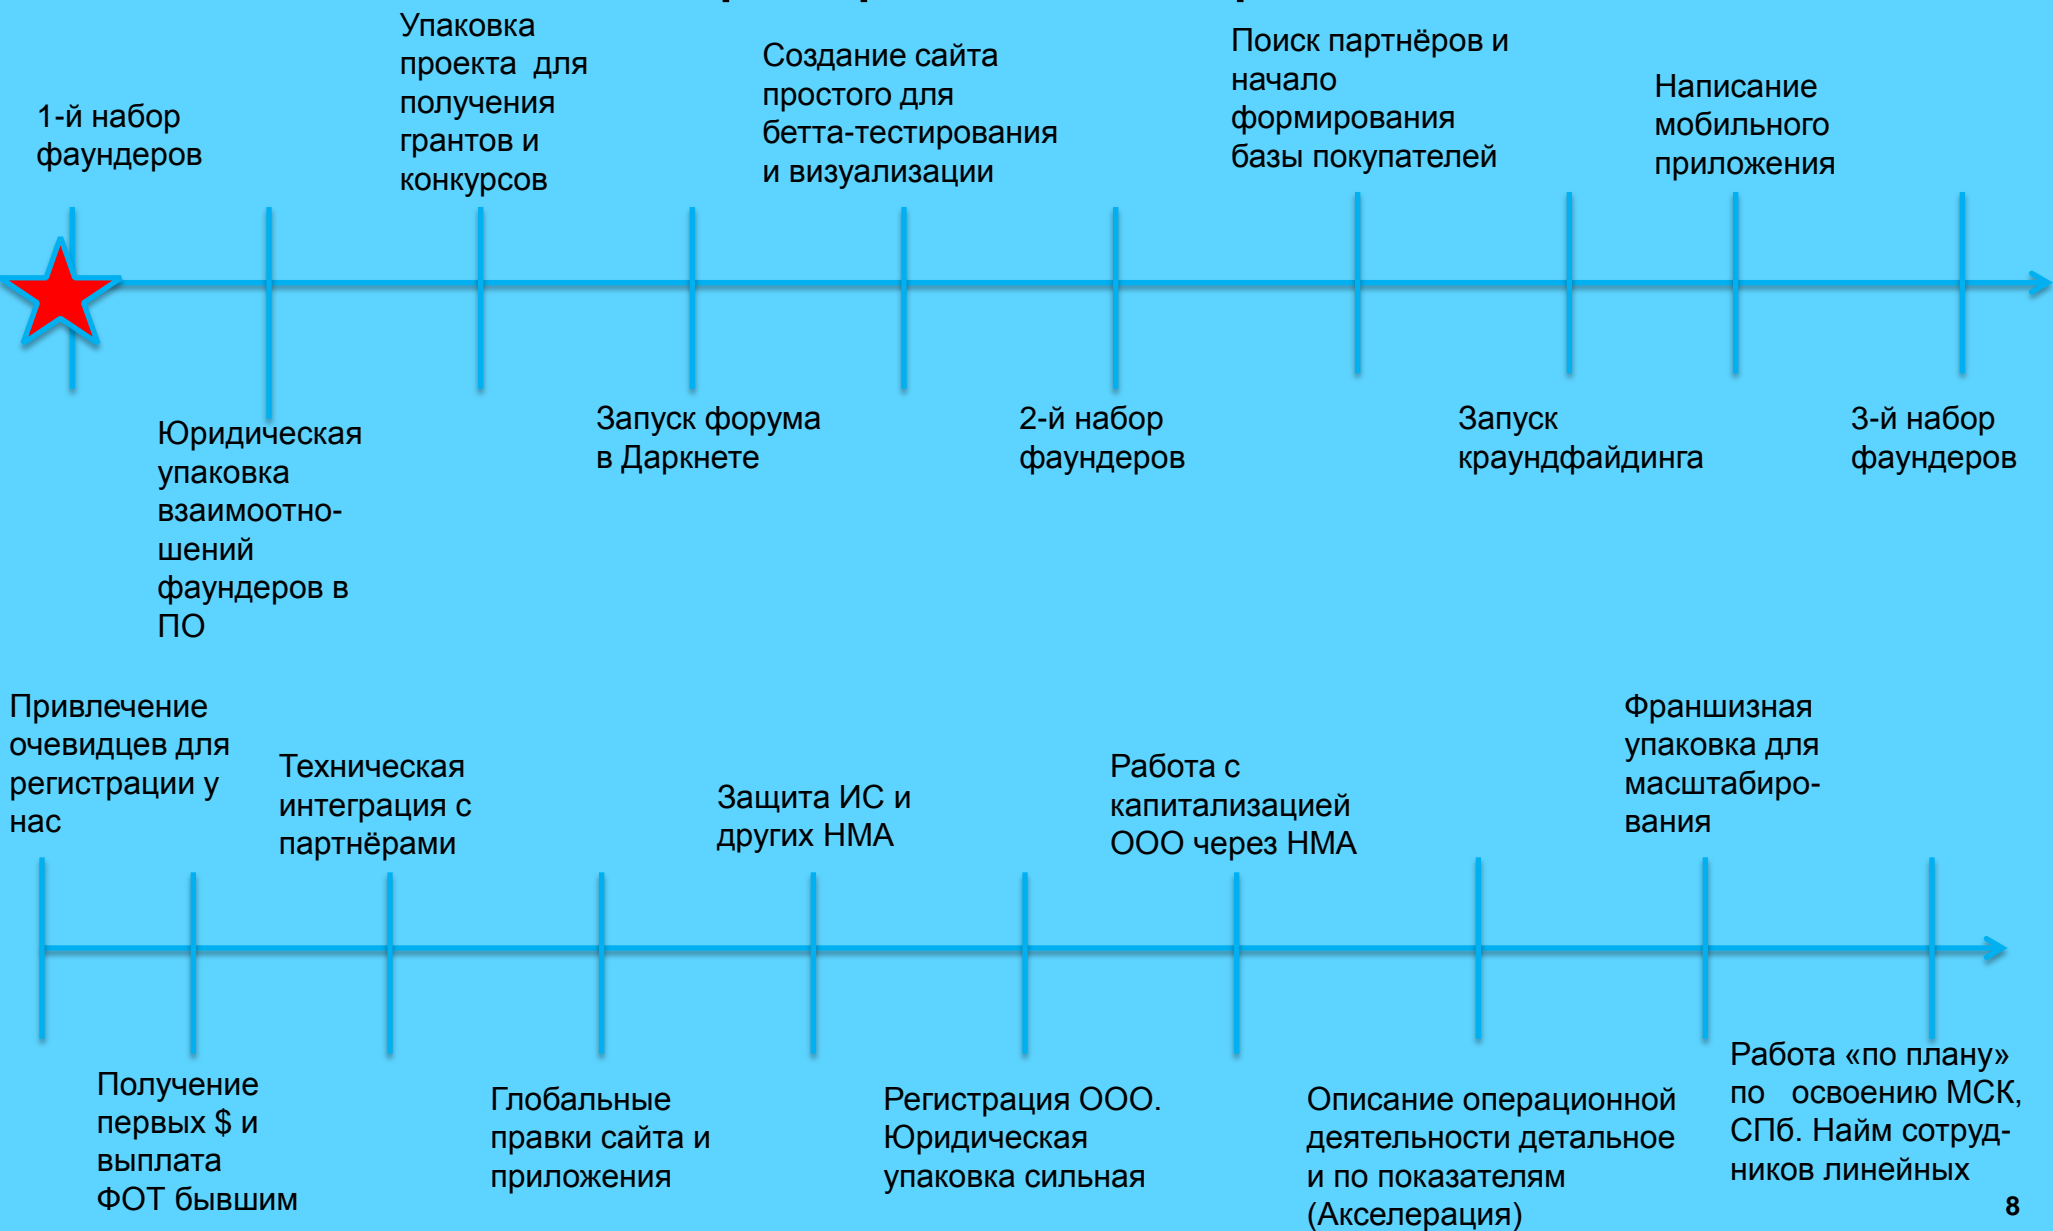 1-й набор
фаундеров
Юридическая
упаковка
взаимоотно-
шений
фаундеров в
ПО
Упаковка
проекта для
получения
грантов и
конкурсов
Запуск форума
в Даркнете
Создание сайта
простого для
бетта-тестирования
и визуализации
2-й набор
фаундеров
Поиск партнёров и
начало
формирования
базы покупателей
Запуск
краундфайдинга
Написание
мобильного
приложения
3-й набор
фаундеров
Привлечение
очевидцев для
регистрации у
нас
Получение
первых $ и
выплата
ФОТ бывшим
Техническая
интеграция с
партнёрами
Глобальные
правки сайта и
приложения
Защита ИС и
других НМА
Регистрация ООО.
Юридическая
упаковка сильная
Работа с
капитализацией
ООО через НМА
Описание операционной
деятельности детальное
и по показателям
(Акселерация)
Франшизная
упаковка для
масштабиро-
вания
Работа «по плану»
по освоению МСК,
СПб. Найм сотруд-
ников линейных
8